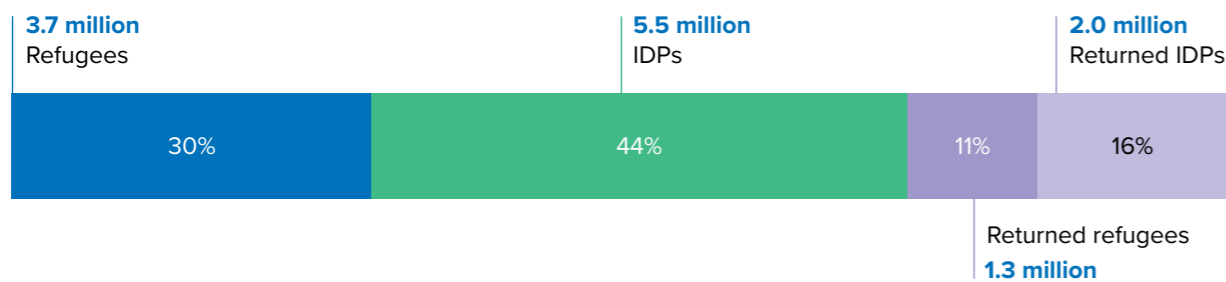 3.7 million
Refugees
5.5 million
IDPs
2.0 million
Returned IDPs
30%
44%
11%
16%
Returned refugees
1.3 million